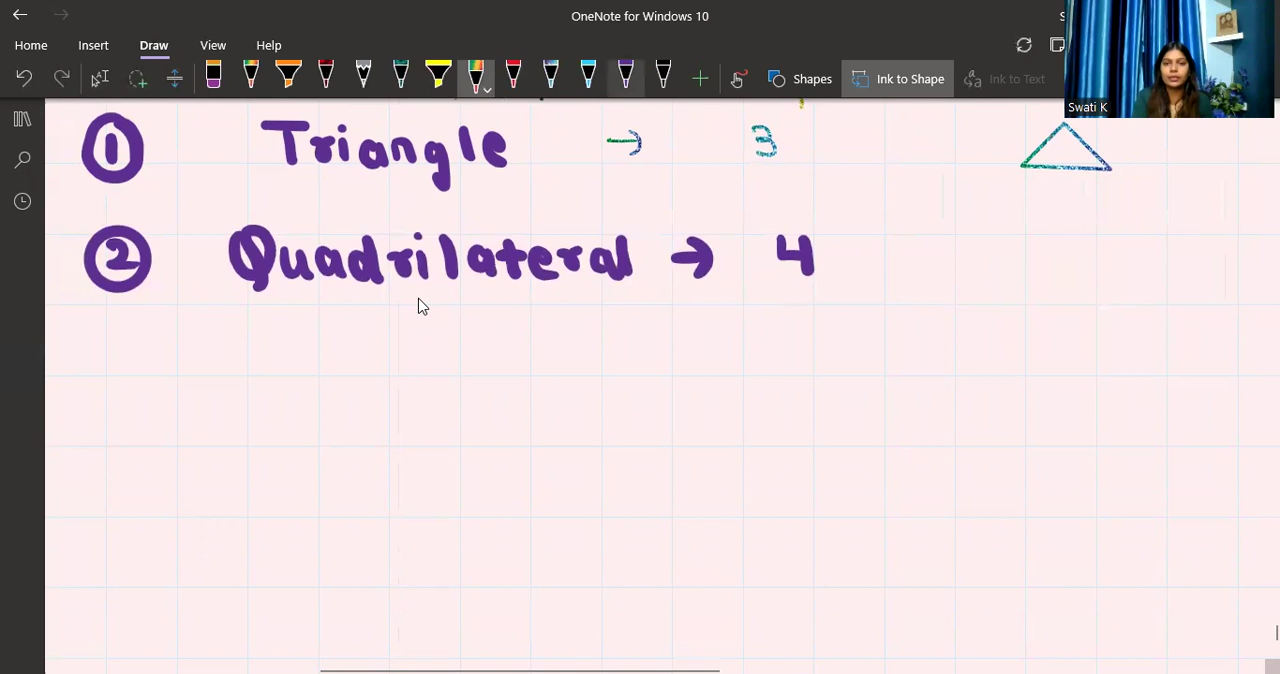 OneNote for Windows 10
Home Insert Draw View Help
Shapes Ink to Shape Ink to Text
Swati K
① Triangle → 3
② Quadrilateral → 4